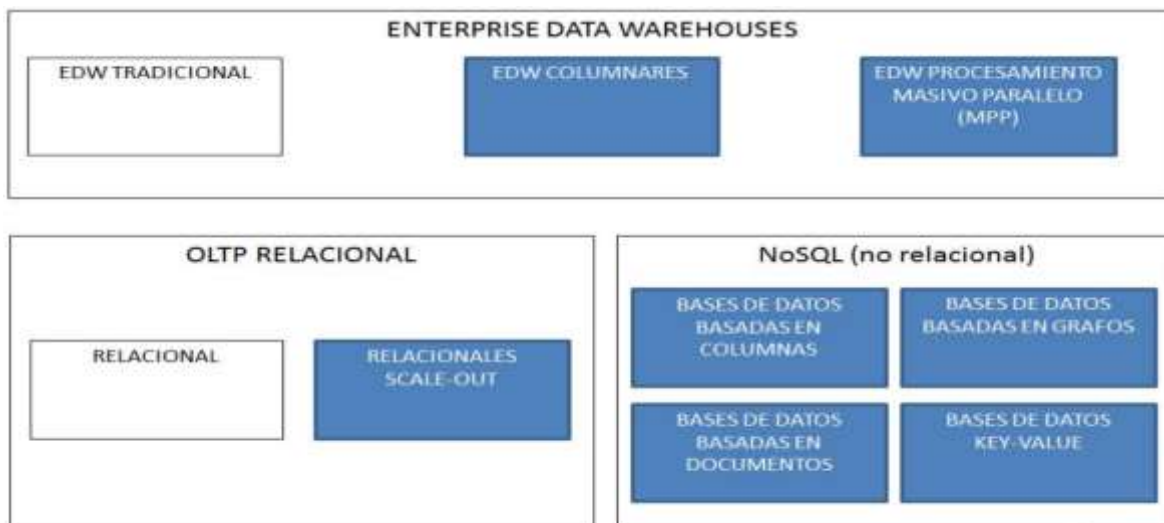 ENTERPRISE DATA WAREHOUSES
EDW TRADICIONAL
EDW COLUMNARES
EDW PROCESAMIENTO
MASIVO PARALELO
(MPP)
OLTP RELACIONAL
RELACIONAL
RELACIONALES
SCALE-OUT
NoSQL (no relacional)
BASES DE DATOS
BASADAS EN
COLUMNAS
BASES DE DATOS
BASADAS EN GRAFOS
BASES DE DATOS
BASADAS EN
DOCUMENTOS
BASES DE DATOS
KEY-VALUE